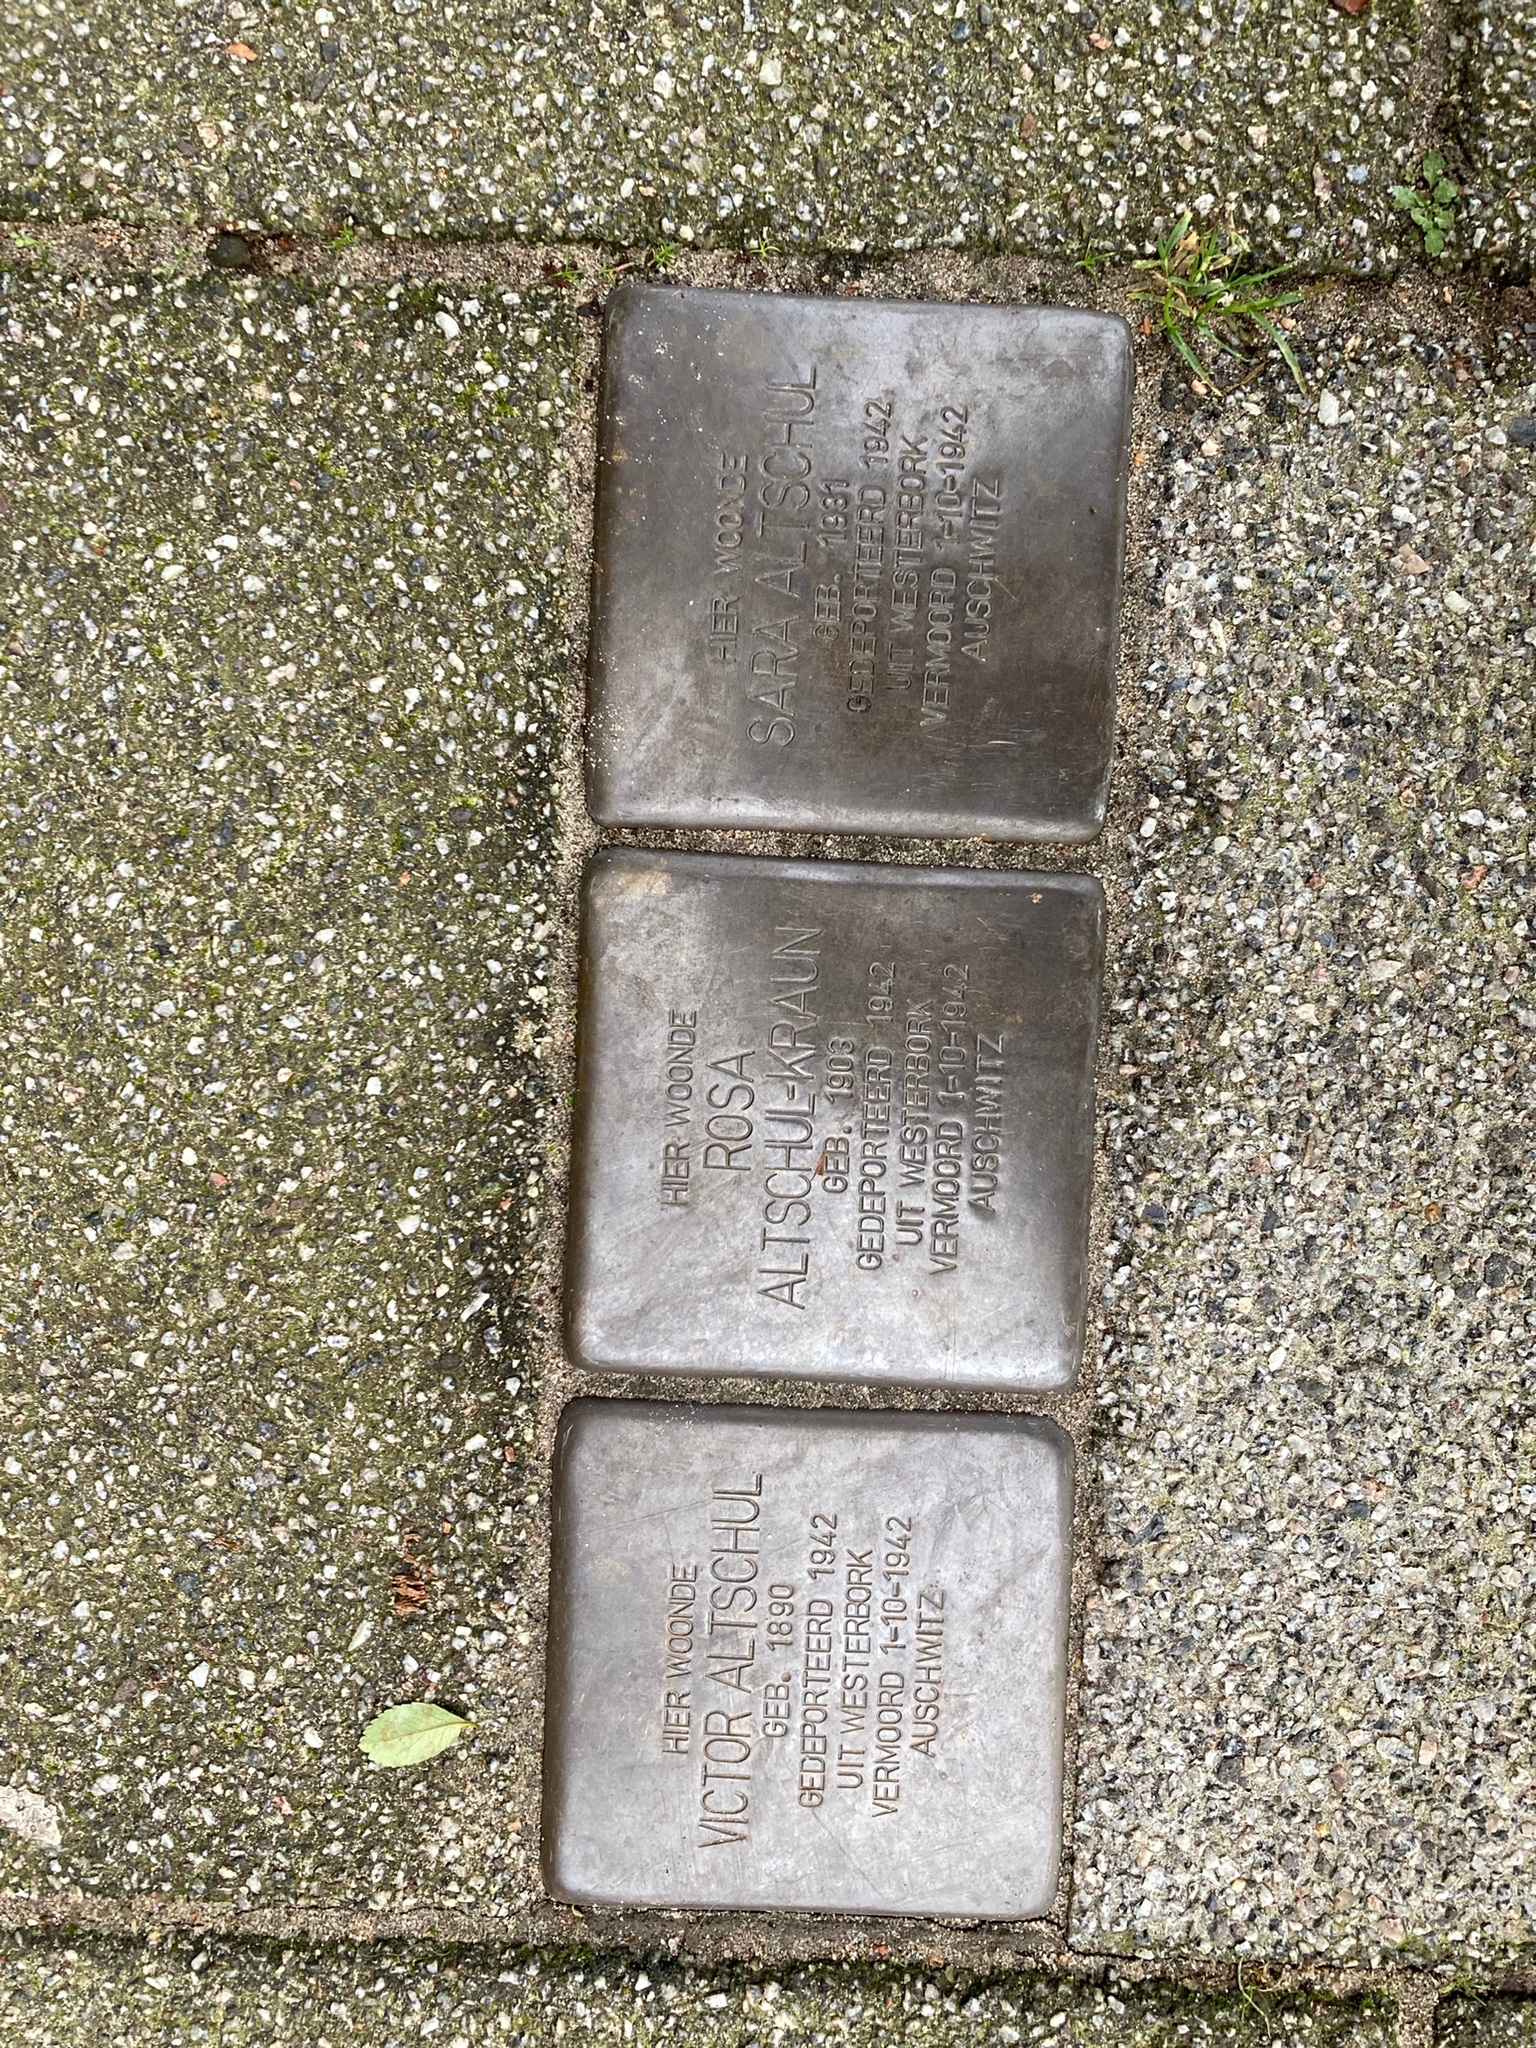 HIER WOONDE
VICTOR ALTSCHUL
GEB. 1890
GEDEPORTEERD 1942
UIT WESTERBORK
VERMOORD 1-10-1942
AUSCHWITZ
HIER WOONDE
ROSA
ALTSCHUL-KRAUN
GEB. 1903
GEDEPORTEERD 1942
UIT WESTERBORK
VERMOORD 1-10-1942
AUSCHWITZ
HIER WOONDE
SARA ALTSCHUL
GEB. 1931
GEDEPORTEERD 1942
UIT WESTERBORK
VERMOORD 1-10-1942
AUSCHWITZ